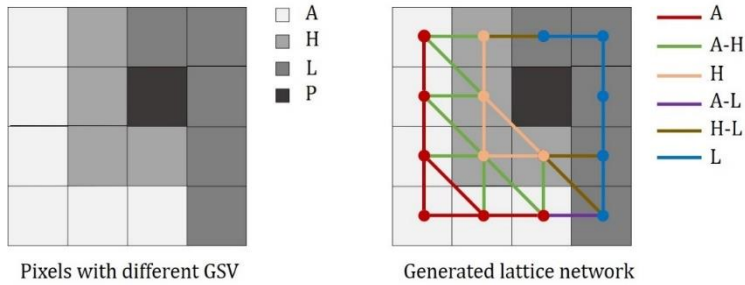 A
H
L
P
A
A-H
H
A-L
H-L
L
Pixels with different GSV
Generated lattice network